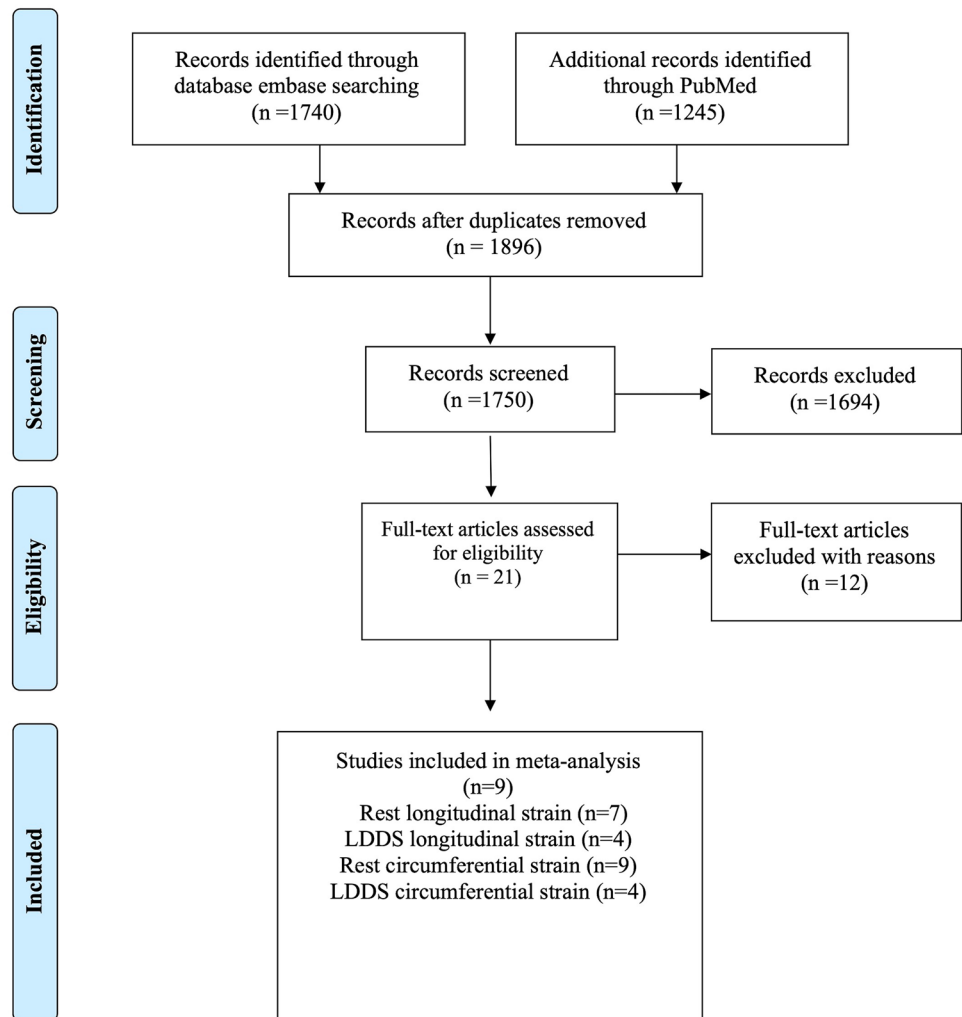 Identification
Records identified through
database embase searching
(n =1740)
Additional records identified
through PubMed
(n =1245)
Records after duplicates removed
(n = 1896)
Screening
Records screened
(n =1750)
Records excluded
(n =1694)
Eligibility
Full-text articles assessed
for eligibility
(n = 21)
Full-text articles
excluded with reasons
(n =12)
Included
Studies included in meta-analysis
(n=9)
Rest longitudinal strain (n=7)
LDDS longitudinal strain (n=4)
Rest circumferential strain (n=9)
LDDS circumferential strain (n=4)